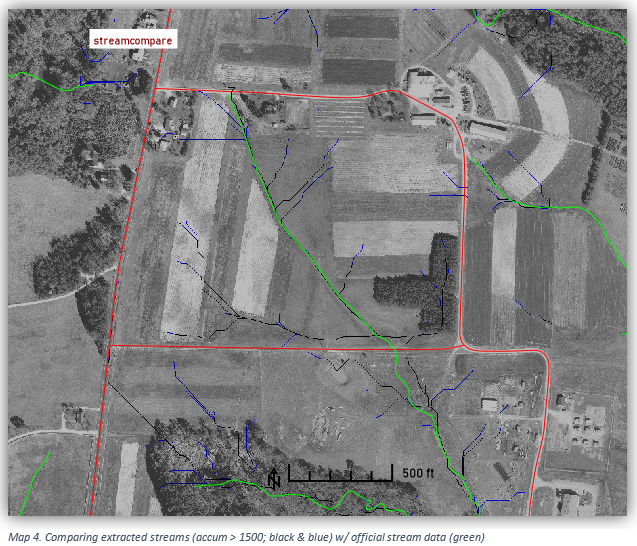 streamcompare
N
500 ft
Map 4. Comparing extracted streams (accum > 1500; black & blue) w/ official stream data (green)